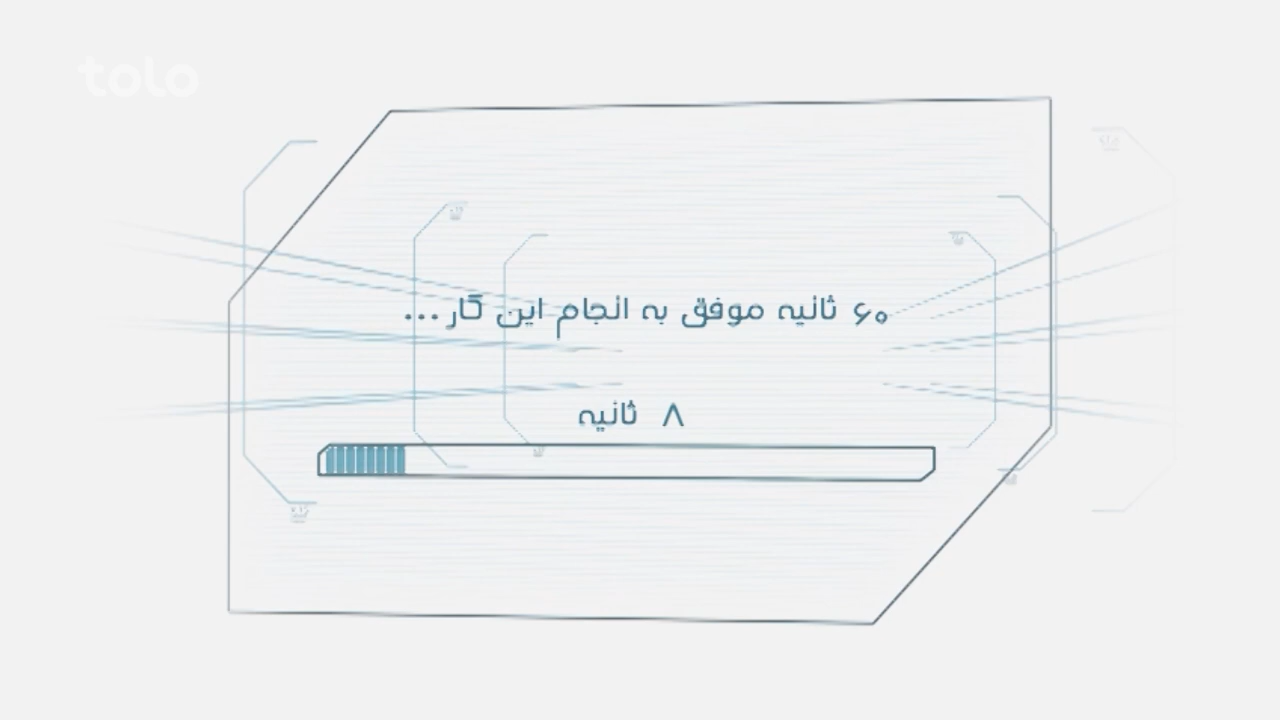 tolo
۶۰ ثانیه موفق به انجام این کار ...
۸ ثانیه